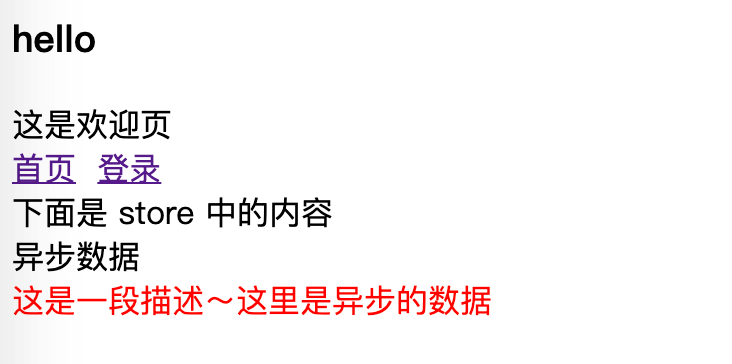 hello
这是欢迎页
首页 登录
下面是 store 中的内容
异步数据
这是一段描述～这里是异步的数据